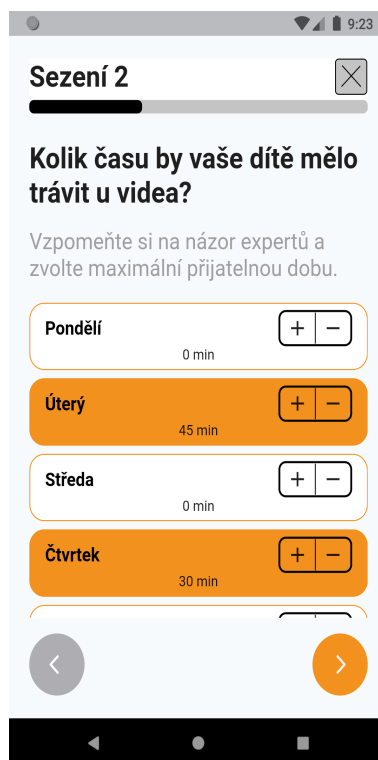 9:23
Sezení 2
Kolik času by vaše dítě mělo
trávit u videa?
Vzpomeňte si na názor expertů a
zvolte maximální přijatelnou dobu.
Pondělí
+ −
0 min
Úterý
+ −
45 min
Středa
+ −
0 min
Čtvrtek
+ −
30 min